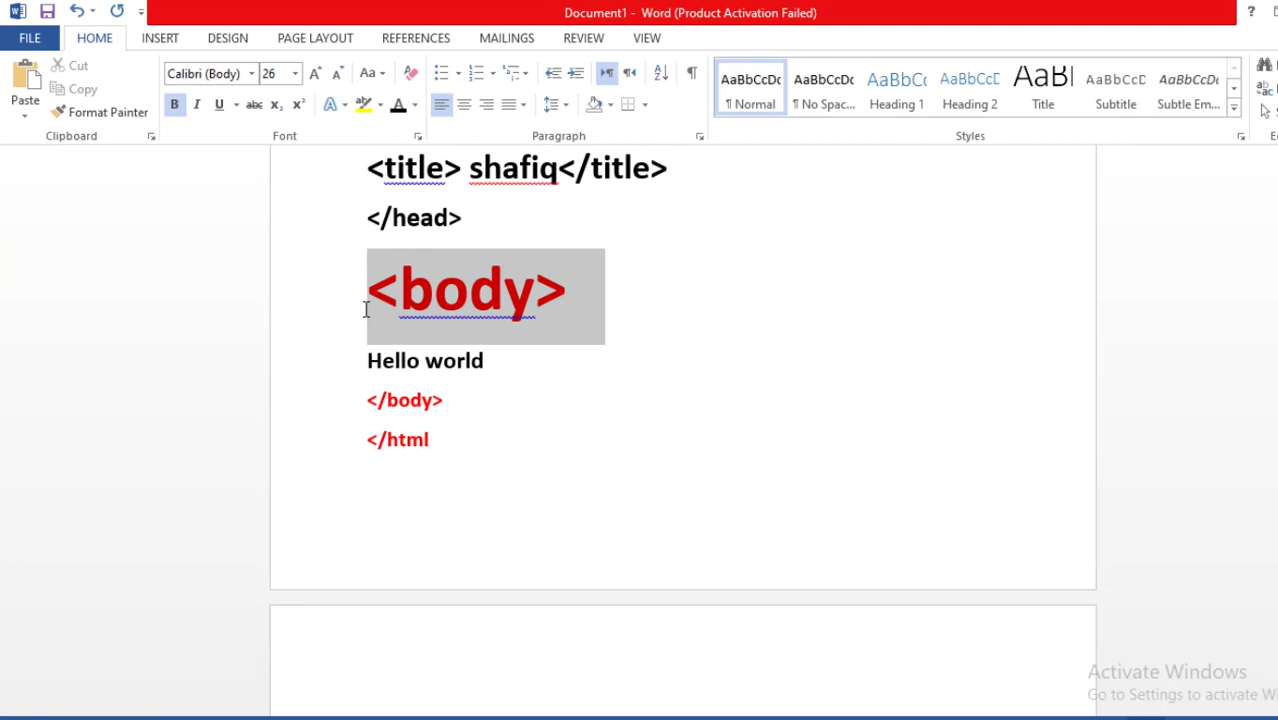 Document1 - Word (Product Activation Failed)
?
FILE HOME INSERT DESIGN PAGE LAYOUT REFERENCES MAILINGS REVIEW VIEW
Paste
Cut
Copy
Format Painter
Calibri (Body) 26
Clipboard Font Paragraph Styles
AaBbCcDc AaBbCcDc AaBbC( AaBbCcC AaBl AaBbCcD AaBbCcDc
¶ Normal ¶ No Spac... Heading 1 Heading 2 Title Subtitle Subtle Em...
<title> shafiq</title>
</head>
<body>
Hello world
</body>
</html
Activate Windows
Go to Settings to activate W